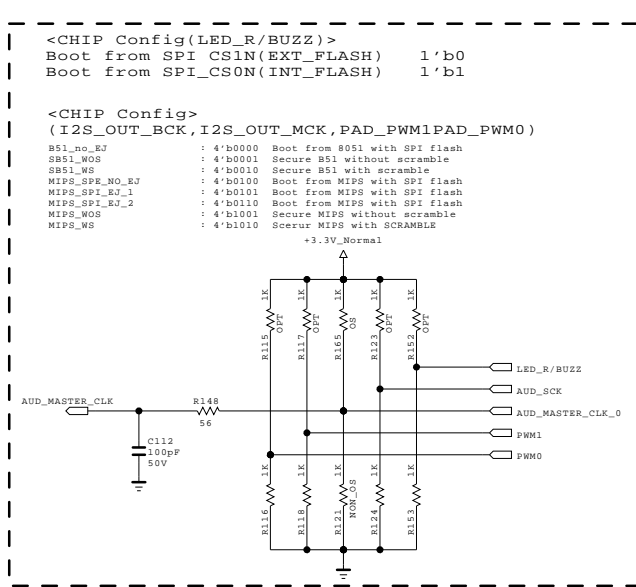 <CHIP Config(LED_R/BUZZ)>
Boot from SPI CS1N(EXT_FLASH) 1'b0
Boot from SPI_CS0N(INT_FLASH) 1'b1
<CHIP Config>
(I2S_OUT_BCK,I2S_OUT_MCK,PAD_PWM1PAD_PWM0)
B51_no_EJ : 4'b0000 Boot from 8051 with SPI flash
SB51_WOS : 4'b0001 Secure B51 without scramble
SB51_WS : 4'b0010 Secure B51 with scramble
MIPS_SPE_NO_EJ : 4'b0100 Boot from MIPS with SPI flash
MIPS_SPI_EJ_1 : 4'b0101 Boot from MIPS with SPI flash
MIPS_SPI_EJ_2 : 4'b0110 Boot from MIPS with SPI flash
MIPS_WOS : 4'b1001 Secure MIPS without scramble
MIPS_WS : 4'b1010 Scerur MIPS with SCRAMBLE
+3.3V_Normal
R115 1K OPT
R117 1K OPT
R165 1K OS
R123 1K OPT
R152 1K OPT
LED_R/BUZZ
AUD_SCK
AUD_MASTER_CLK
R148
56
AUD_MASTER_CLK_0
PWM1
PWM0
C112
100pF
50V
R116 1K
R118 1K
R121 1K NON_OS
R124 1K
R153 1K